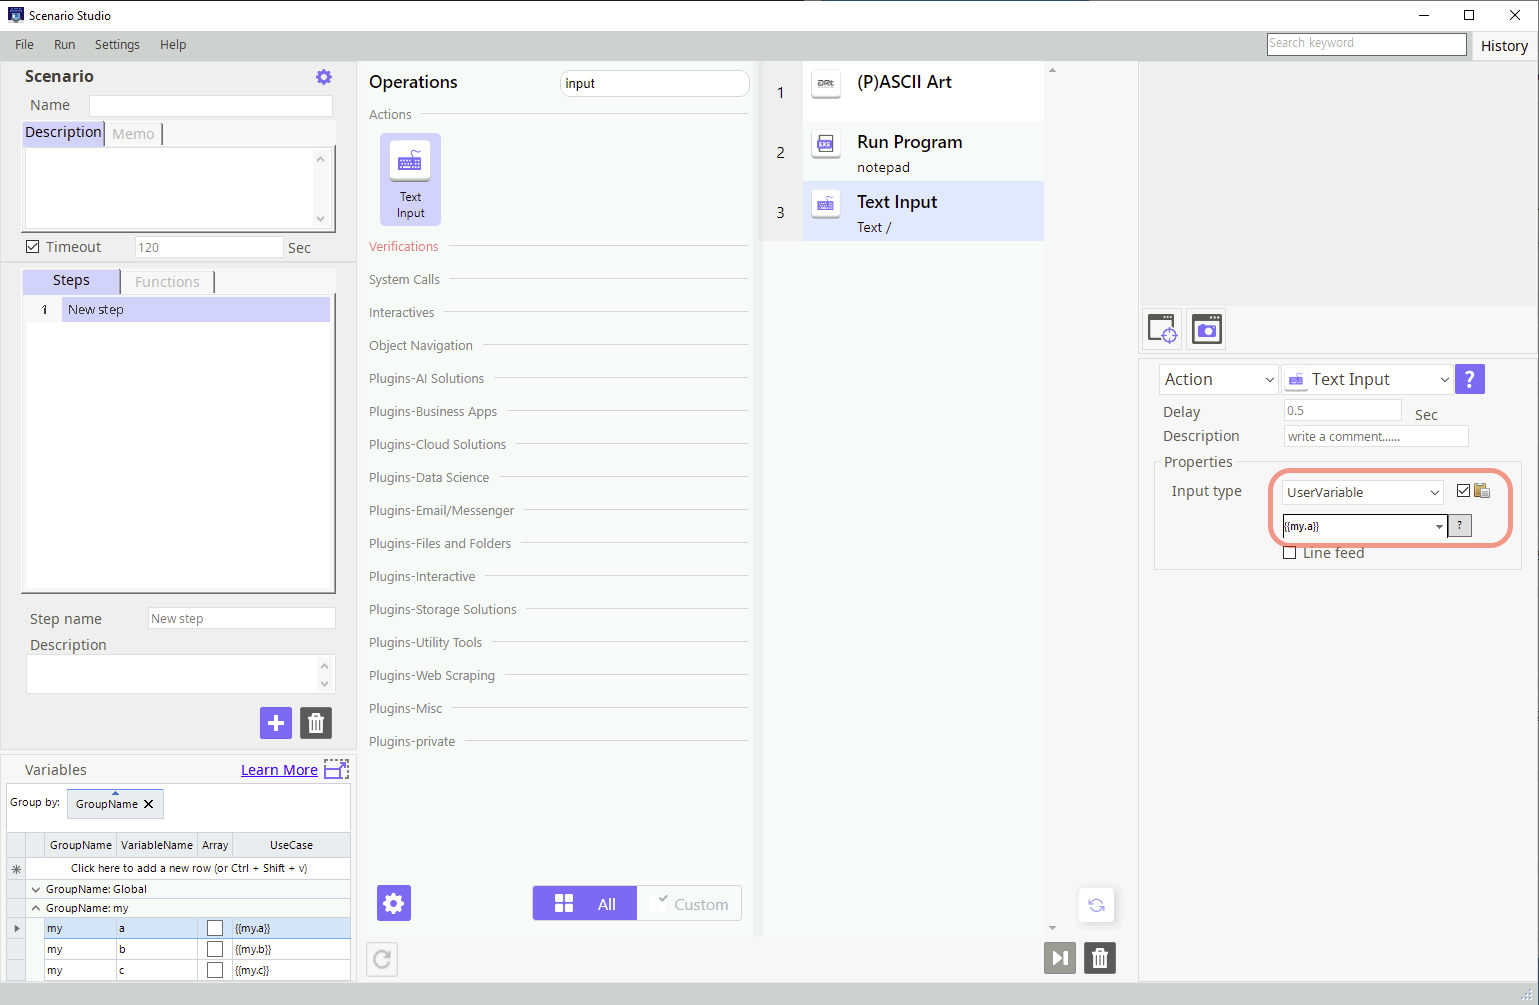 Scenario Studio
File Run Settings Help
Search keyword
History
Scenario
Name
Description Memo
Timeout 120 Sec
Steps Functions
1 New step
Step name New step
Description
Variables Learn More
Group by: GroupName
GroupName VariableName Array UseCase
Click here to add a new row (or Ctrl + Shift + v)
GroupName: Global
GroupName: my
my a {{my.a}}
my b {{my.b}}
my c {{my.c}}
Operations input
Actions
Text
Input
Verifications
System Calls
Interactives
Object Navigation
Plugins-AI Solutions
Plugins-Business Apps
Plugins-Cloud Solutions
Plugins-Data Science
Plugins-Email/Messenger
Plugins-Files and Folders
Plugins-Interactive
Plugins-Storage Solutions
Plugins-Utility Tools
Plugins-Web Scraping
Plugins-Misc
Plugins-private
All Custom
1 ART (P)ASCII Art
2 EXE Run Program
notepad
3 Text Input
Text /
Action Text Input ?
Delay 0.5 Sec
Description write a comment......
Properties
Input type UserVariable
{{my.a}} ?
Line feed